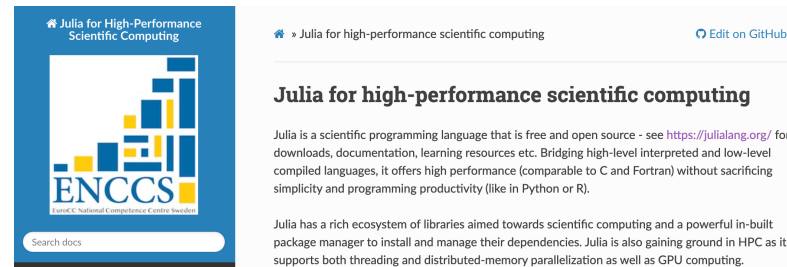 Julia for High-Performance
Scientific Computing
ENCCS
EuroCC National Competence Centre Sweden
Search docs
» Julia for high-performance scientific computing
Edit on GitHub
Julia for high-performance scientific computing
Julia is a scientific programming language that is free and open source - see https://julialang.org/ for
downloads, documentation, learning resources etc. Bridging high-level interpreted and low-level
compiled languages, it offers high performance (comparable to C and Fortran) without sacrificing
simplicity and programming productivity (like in Python or R).
Julia has a rich ecosystem of libraries aimed towards scientific computing and a powerful in-built
package manager to install and manage their dependencies. Julia is also gaining ground in HPC as it
supports both threading and distributed-memory parallelization as well as GPU computing.